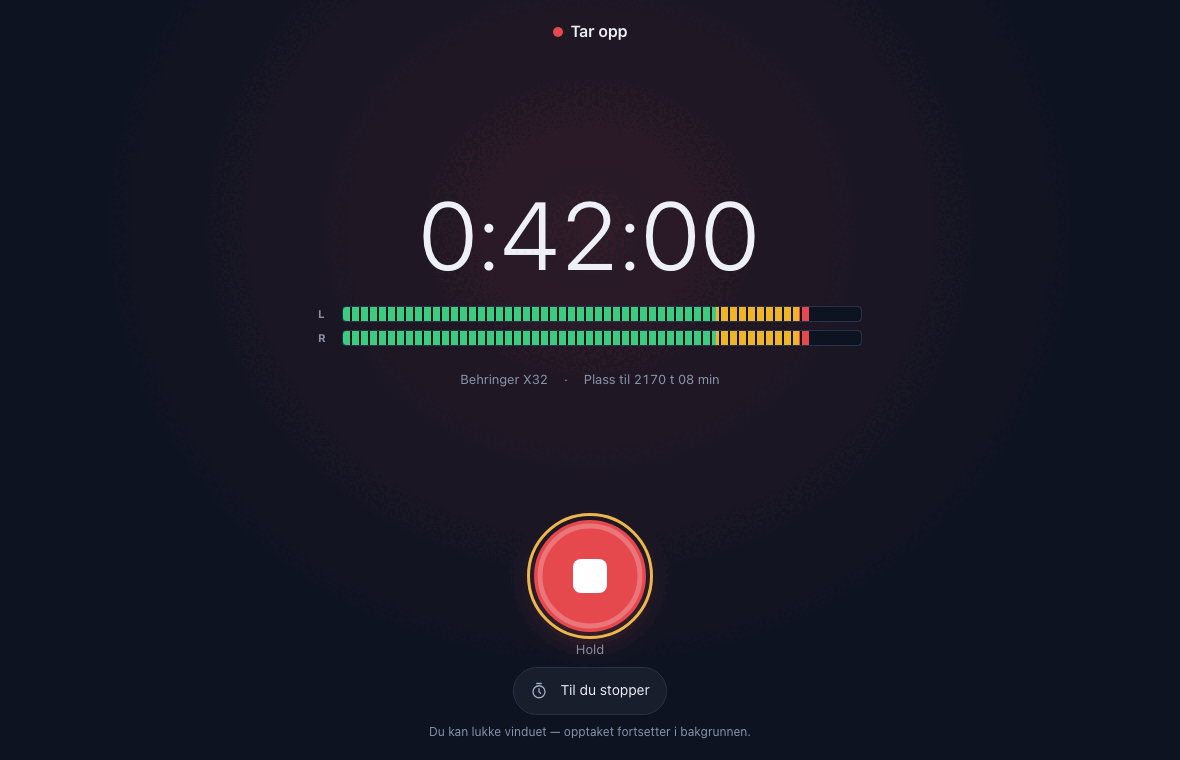 Tar opp
0:42:00
L
R
Behringer X32 · Plass til 2170 t 08 min
Hold
Til du stopper
Du kan lukke vinduet — opptaket fortsetter i bakgrunnen.